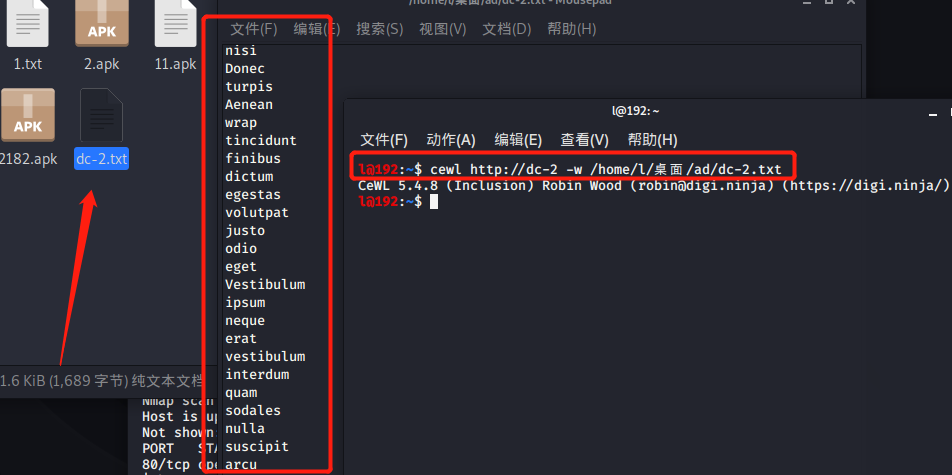 /home/l/桌面/ad/dc-2.txt - Mousepad
文件(F) 编辑(E) 搜索(S) 视图(V) 文档(D) 帮助(H)
APK
APK
1.txt
2.apk
11.apk
APK
2182.apk
dc-2.txt
1.6 KiB (1,689 字节) 纯文本文档
nisi
Donec
turpis
Aenean
wrap
tincidunt
finibus
dictum
egestas
volutpat
justo
odio
eget
Vestibulum
ipsum
neque
erat
vestibulum
interdum
quam
sodales
nulla
suscipit
arcu
l@192:~
文件(F) 动作(A) 编辑(E) 查看(V) 帮助(H)
l@192:~$ cewl http://dc-2 -w /home/l/桌面/ad/dc-2.txt
CeWL 5.4.8 (Inclusion) Robin Wood (robin@digi.ninja) (https://digi.ninja/)
l@192:~$
Nmap scan
Host is up
Not shown
PORT STA
80/tcp ope